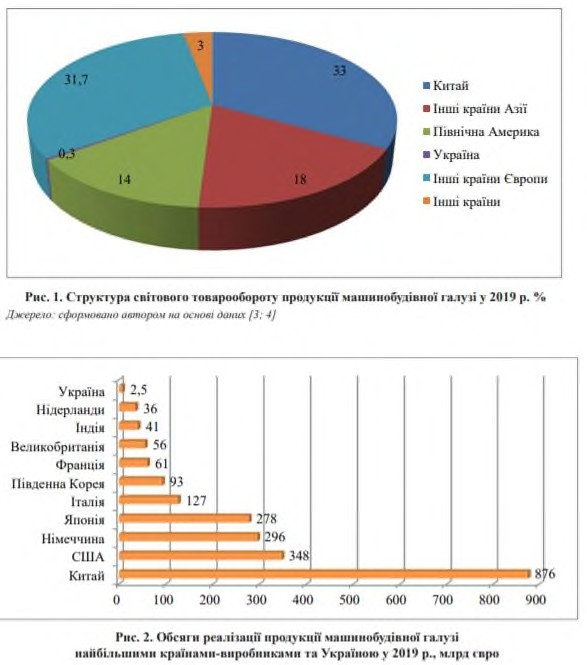 3
33
31,7
0,3
14
18
Китай
Інші країни Азії
Північна Америка
Україна
Інші країни Європи
Інші країни
Рис. 1. Структура світового товарообороту продукції машинобудівної галузі у 2019 р. %
Джерело: сформовано автором на основі даних [3; 4]
Україна 2,5
Нідерланди 36
Індія 41
Великобританія 56
Франція 61
Південна Корея 93
Італія 127
Японія 278
Німеччина 296
США 348
Китай 876
0 100 200 300 400 500 600 700 800 900
Рис. 2. Обсяги реалізації продукції машинобудівної галузі
найбільшими країнами-виробниками та Україною у 2019 р., млрд євро